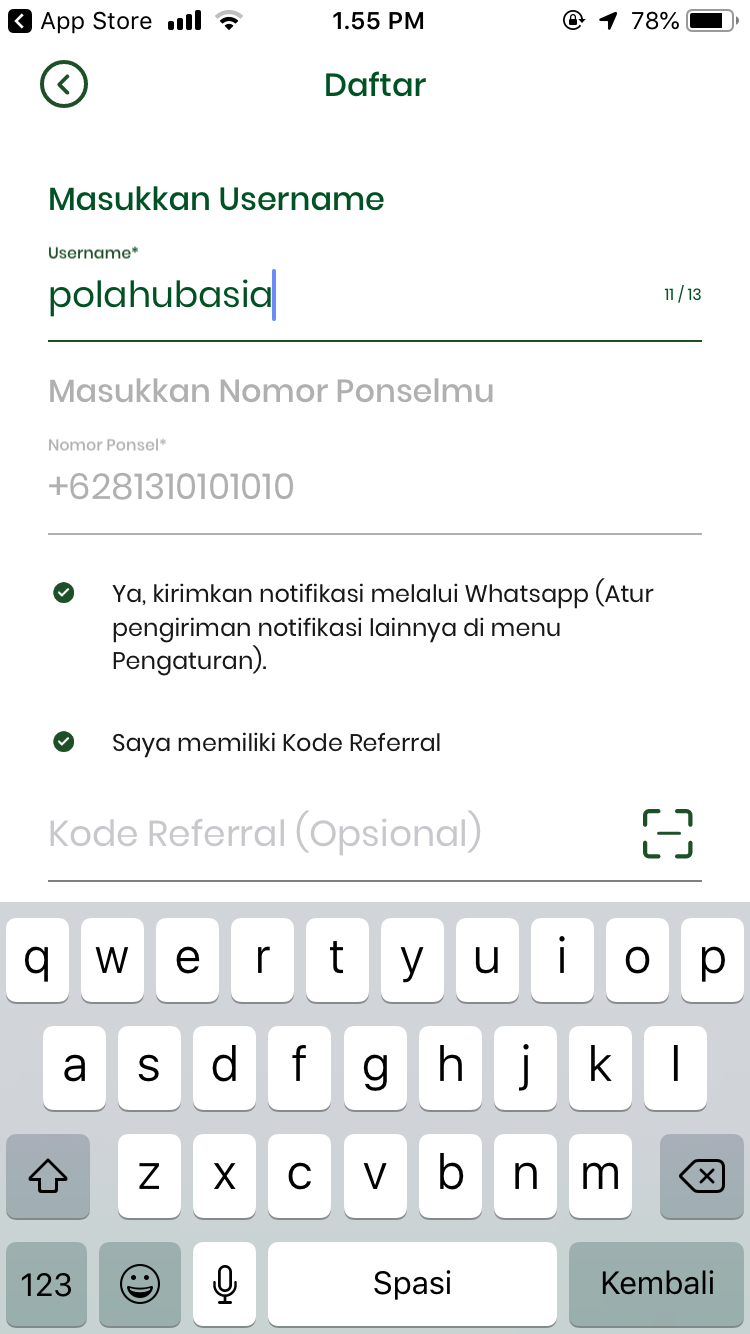 App Store 1.55 PM 78%
Daftar
Masukkan Username
Username*
polahubasia 11 / 13
Masukkan Nomor Ponselmu
Nomor Ponsel*
+6281310101010
Ya, kirimkan notifikasi melalui Whatsapp (Atur
pengiriman notifikasi lainnya di menu
Pengaturan).
Saya memiliki Kode Referral
Kode Referral (Opsional)
q w e r t y u i o p
a s d f g h j k l
z x c v b n m
123 Spasi Kembali